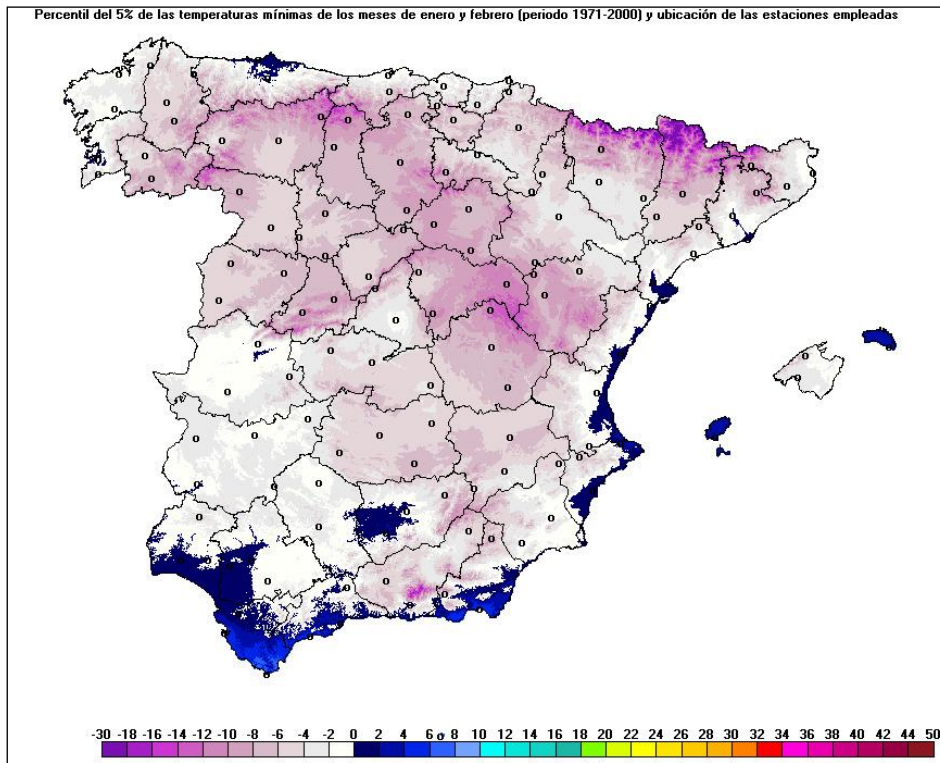 Percentil del 5% de las temperaturas mínimas de los meses de enero y febrero (periodo 1971-2000) y ubicación de las estaciones empleadas
-30 -18 -16 -14 -12 -10 -8 -6 -4 -2 0 2 4 6 8 10 12 14 16 18 20 22 24 26 28 30 32 34 36 38 40 42 44 50